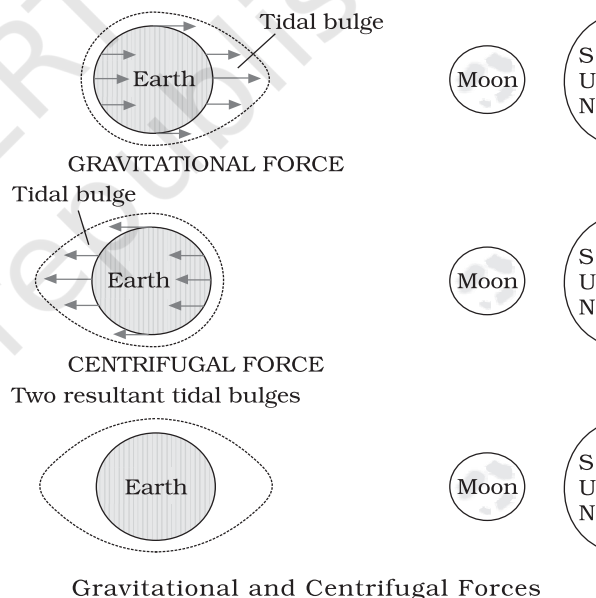 Tidal bulge
Earth
Moon
S
U
N
GRAVITATIONAL FORCE
Tidal bulge
Earth
Moon
S
U
N
CENTRIFUGAL FORCE
Two resultant tidal bulges
Earth
Moon
S
U
N
Gravitational and Centrifugal Forces